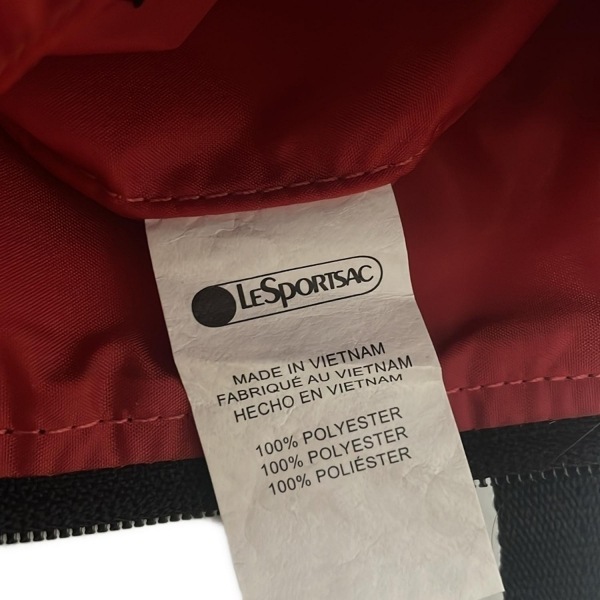 LeSportsac
MADE IN VIETNAM
FABRIQUÉ AU VIETNAM
HECHO EN VIETNAM
100% POLYESTER
100% POLYESTER
100% POLIÉSTER